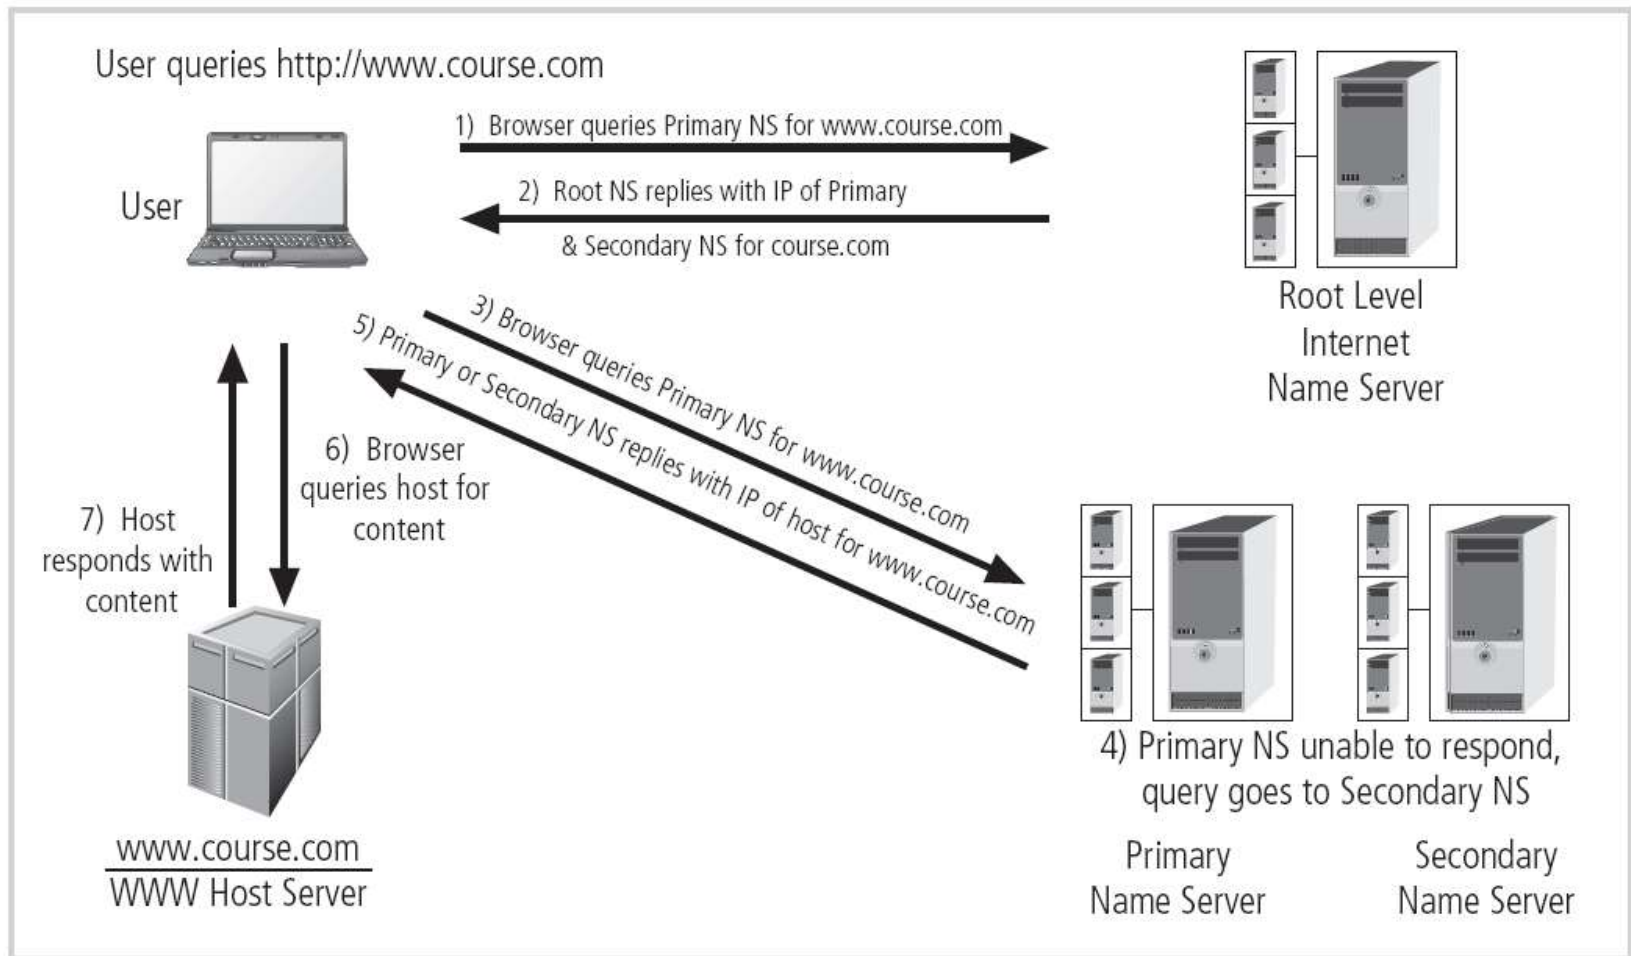 User queries http://www.course.com
User
1) Browser queries Primary NS for www.course.com
2) Root NS replies with IP of Primary
& Secondary NS for course.com
Root Level
Internet
Name Server
3) Browser queries Primary NS for www.course.com
5) Primary or Secondary NS replies with IP of host for www.course.com
6) Browser
queries host for
content
7) Host
responds with
content
4) Primary NS unable to respond,
query goes to Secondary NS
www.course.com
WWW Host Server
Primary
Name Server
Secondary
Name Server